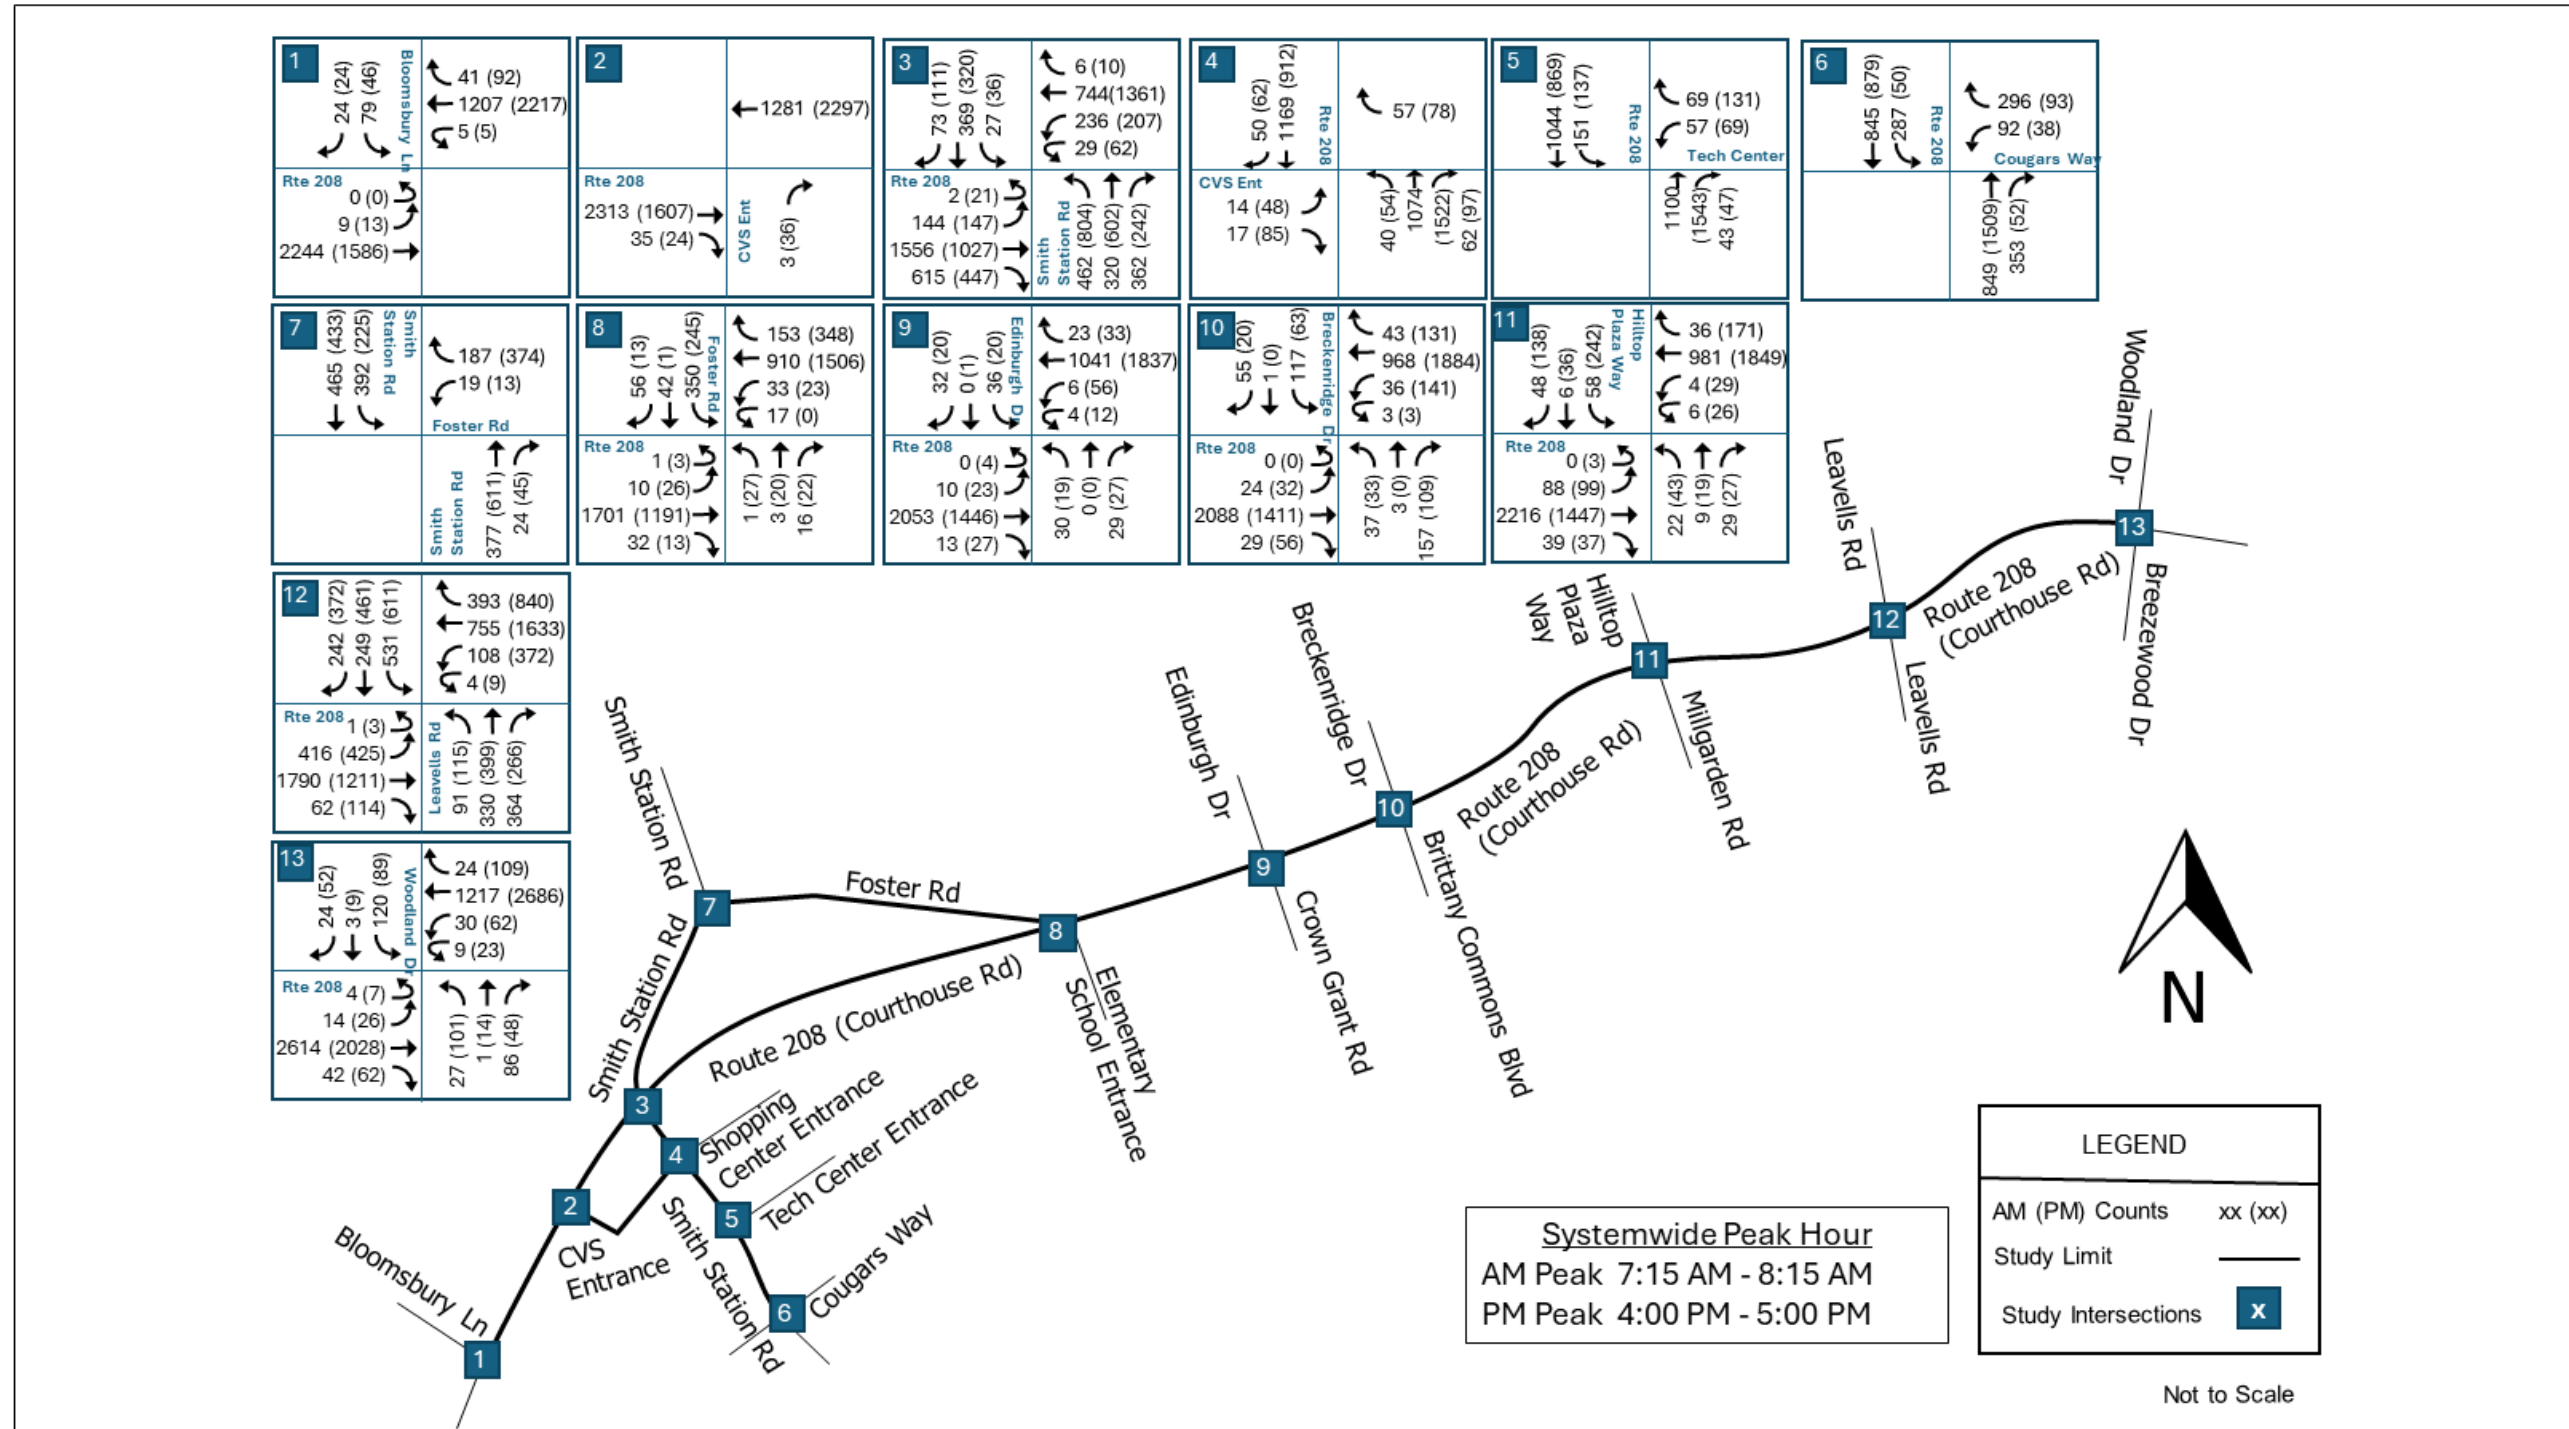 1
24 (24)
79 (46)
Bloomsbury Ln
41 (92)
1207 (2217)
5 (5)
Rte 208
0 (0)
9 (13)
2244 (1586)
2
1281 (2297)
Rte 208
2313 (1607)
35 (24)
CVS Ent
3 (36)
3
73 (111)
369 (320)
27 (36)
6 (10)
744(1361)
236 (207)
29 (62)
Rte 208
2 (21)
144 (147)
1556 (1027)
615 (447)
Smith
Station Rd
462 (804)
320 (602)
362 (242)
4
50 (62)
1169 (912)
Rte 208
57 (78)
CVS Ent
14 (48)
17 (85)
40 (54)
1074
(1522)
62 (97)
5
1044 (869)
151 (137)
Rte 208
69 (131)
57 (69)
Tech Center
1100
(1543)
43 (47)
6
845 (879)
287 (50)
Rte 208
296 (93)
92 (38)
Cougars Way
849 (1509)
353 (52)
7
465 (433)
392 (225)
Smith
Station Rd
187 (374)
19 (13)
Foster Rd
Smith
Station Rd
377 (611)
24 (45)
8
56 (13)
42 (1)
350 (245)
Foster Rd
153 (348)
910 (1506)
33 (23)
17 (0)
Rte 208
1 (3)
10 (26)
1701 (1191)
32 (13)
1 (27)
3 (20)
16 (22)
9
32 (20)
0 (1)
36 (20)
Edinburgh Dr
23 (33)
1041 (1837)
6 (56)
4 (12)
Rte 208
0 (4)
10 (23)
2053 (1446)
13 (27)
30 (19)
0 (0)
29 (27)
10
55 (20)
1 (0)
117 (63)
Breckenridge Dr
43 (131)
968 (1884)
36 (141)
3 (3)
Rte 208
0 (0)
24 (32)
2088 (1411)
29 (56)
37 (33)
3 (0)
157 (109)
11
48 (138)
6 (36)
58 (242)
Hilltop
Plaza Way
36 (171)
981 (1849)
4 (29)
6 (26)
Rte 208
0 (3)
88 (99)
2216 (1447)
39 (37)
22 (43)
9 (19)
29 (27)
12
242 (372)
249 (461)
531 (611)
393 (840)
755 (1633)
108 (372)
4 (9)
Rte 208
1 (3)
416 (425)
1790 (1211)
62 (114)
Leavells Rd
91 (115)
330 (399)
364 (266)
13
24 (52)
3 (9)
120 (89)
Woodland Dr
24 (109)
1217 (2686)
30 (62)
9 (23)
Rte 208
4 (7)
14 (26)
2614 (2028)
42 (62)
27 (101)
1 (14)
86 (48)
Woodland Dr
13
Breezewood Dr
Leavells Rd
12
Leavells Rd
Route 208
(Courthouse Rd)
Hilltop
Plaza
Way
11
Millgarden Rd
Route 208
(Courthouse Rd)
Breckenridge Dr
10
Brittany Commons Blvd
Edinburgh Dr
9
Crown Grant Rd
Smith Station Rd
7
Foster Rd
8
Elementary
School Entrance
Smith Station Rd
Route 208 (Courthouse Rd)
3
4
Shopping
Center Entrance
2
CVS
Entrance
5
Tech Center Entrance
Smith Station Rd
6
Cougars Way
Bloomsbury Ln
1
N
Systemwide Peak Hour
AM Peak 7:15 AM - 8:15 AM
PM Peak 4:00 PM - 5:00 PM
LEGEND
AM (PM) Counts xx (xx)
Study Limit
Study Intersections x
Not to Scale